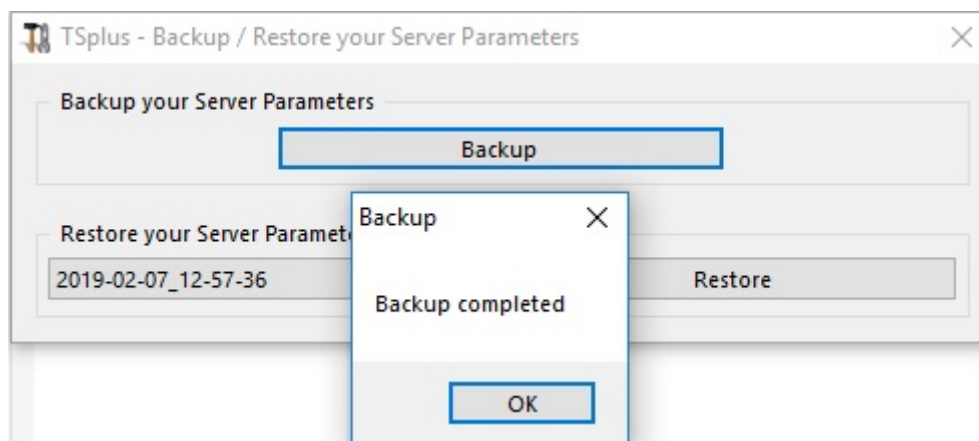 TSplus - Backup / Restore your Server Parameters
Backup your Server Parameters
Backup
Backup
Restore your Server Paramet
2019-02-07_12-57-36
Restore
Backup completed
OK